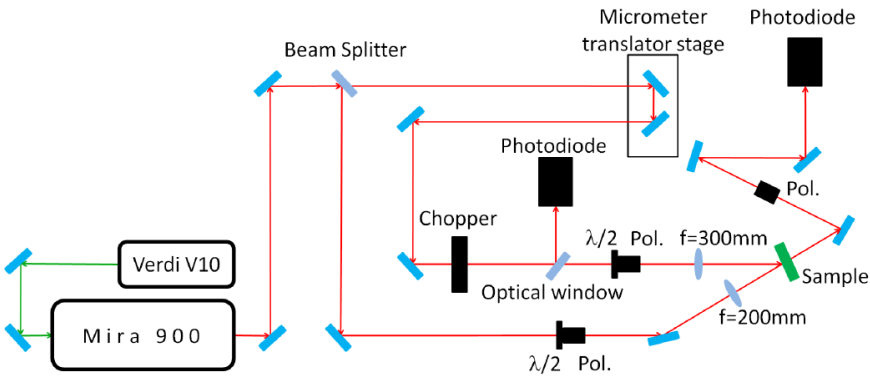 Micrometer
translator stage
Photodiode
Beam Splitter
Photodiode
Pol.
Chopper
λ/2 Pol.
f=300mm
Verdi V10
Optical window
Sample
f=200mm
Mira 900
λ/2 Pol.